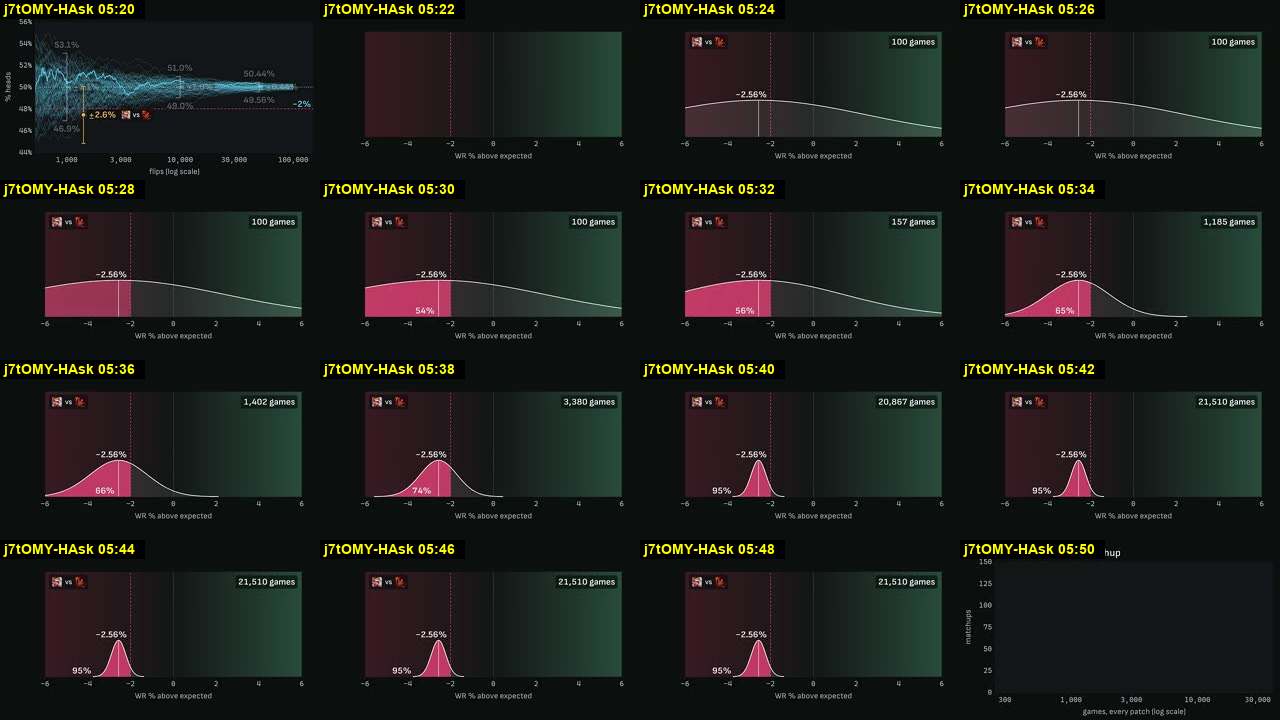 j7tOMY-HAsk 05:20
56%
54%
52%
50%
48%
46%
44%
% heads
53.1%
46.9%
51.0%
49.0%
50.44%
49.56%
-2%
±2.6% vs
1,000 3,000 10,000 30,000 100,000
flips (log scale)
j7tOMY-HAsk 05:22
-6 -4 -2 0 2 4 6
WR % above expected
j7tOMY-HAsk 05:24
vs
100 games
-2.56%
-6 -4 -2 0 2 4 6
WR % above expected
j7tOMY-HAsk 05:26
vs
100 games
-2.56%
-6 -4 -2 0 2 4 6
WR % above expected
j7tOMY-HAsk 05:28
vs
100 games
-2.56%
-6 -4 -2 0 2 4 6
WR % above expected
j7tOMY-HAsk 05:30
vs
100 games
-2.56%
54%
-6 -4 -2 0 2 4 6
WR % above expected
j7tOMY-HAsk 05:32
vs
157 games
-2.56%
56%
-6 -4 -2 0 2 4 6
WR % above expected
j7tOMY-HAsk 05:34
vs
1,185 games
-2.56%
65%
-6 -4 -2 0 2 4 6
WR % above expected
j7tOMY-HAsk 05:36
vs
1,402 games
-2.56%
66%
-6 -4 -2 0 2 4 6
WR % above expected
j7tOMY-HAsk 05:38
vs
3,380 games
-2.56%
74%
-6 -4 -2 0 2 4 6
WR % above expected
j7tOMY-HAsk 05:40
vs
20,867 games
-2.56%
95%
-6 -4 -2 0 2 4 6
WR % above expected
j7tOMY-HAsk 05:42
vs
21,510 games
-2.56%
95%
-6 -4 -2 0 2 4 6
WR % above expected
j7tOMY-HAsk 05:44
vs
21,510 games
-2.56%
95%
-6 -4 -2 0 2 4 6
WR % above expected
j7tOMY-HAsk 05:46
vs
21,510 games
-2.56%
95%
-6 -4 -2 0 2 4 6
WR % above expected
j7tOMY-HAsk 05:48
vs
21,510 games
-2.56%
95%
-6 -4 -2 0 2 4 6
WR % above expected
j7tOMY-HAsk 05:50
hup
150
125
100
75
50
25
0
matchups
300 1,000 3,000 10,000 30,000
games, every patch (log scale)